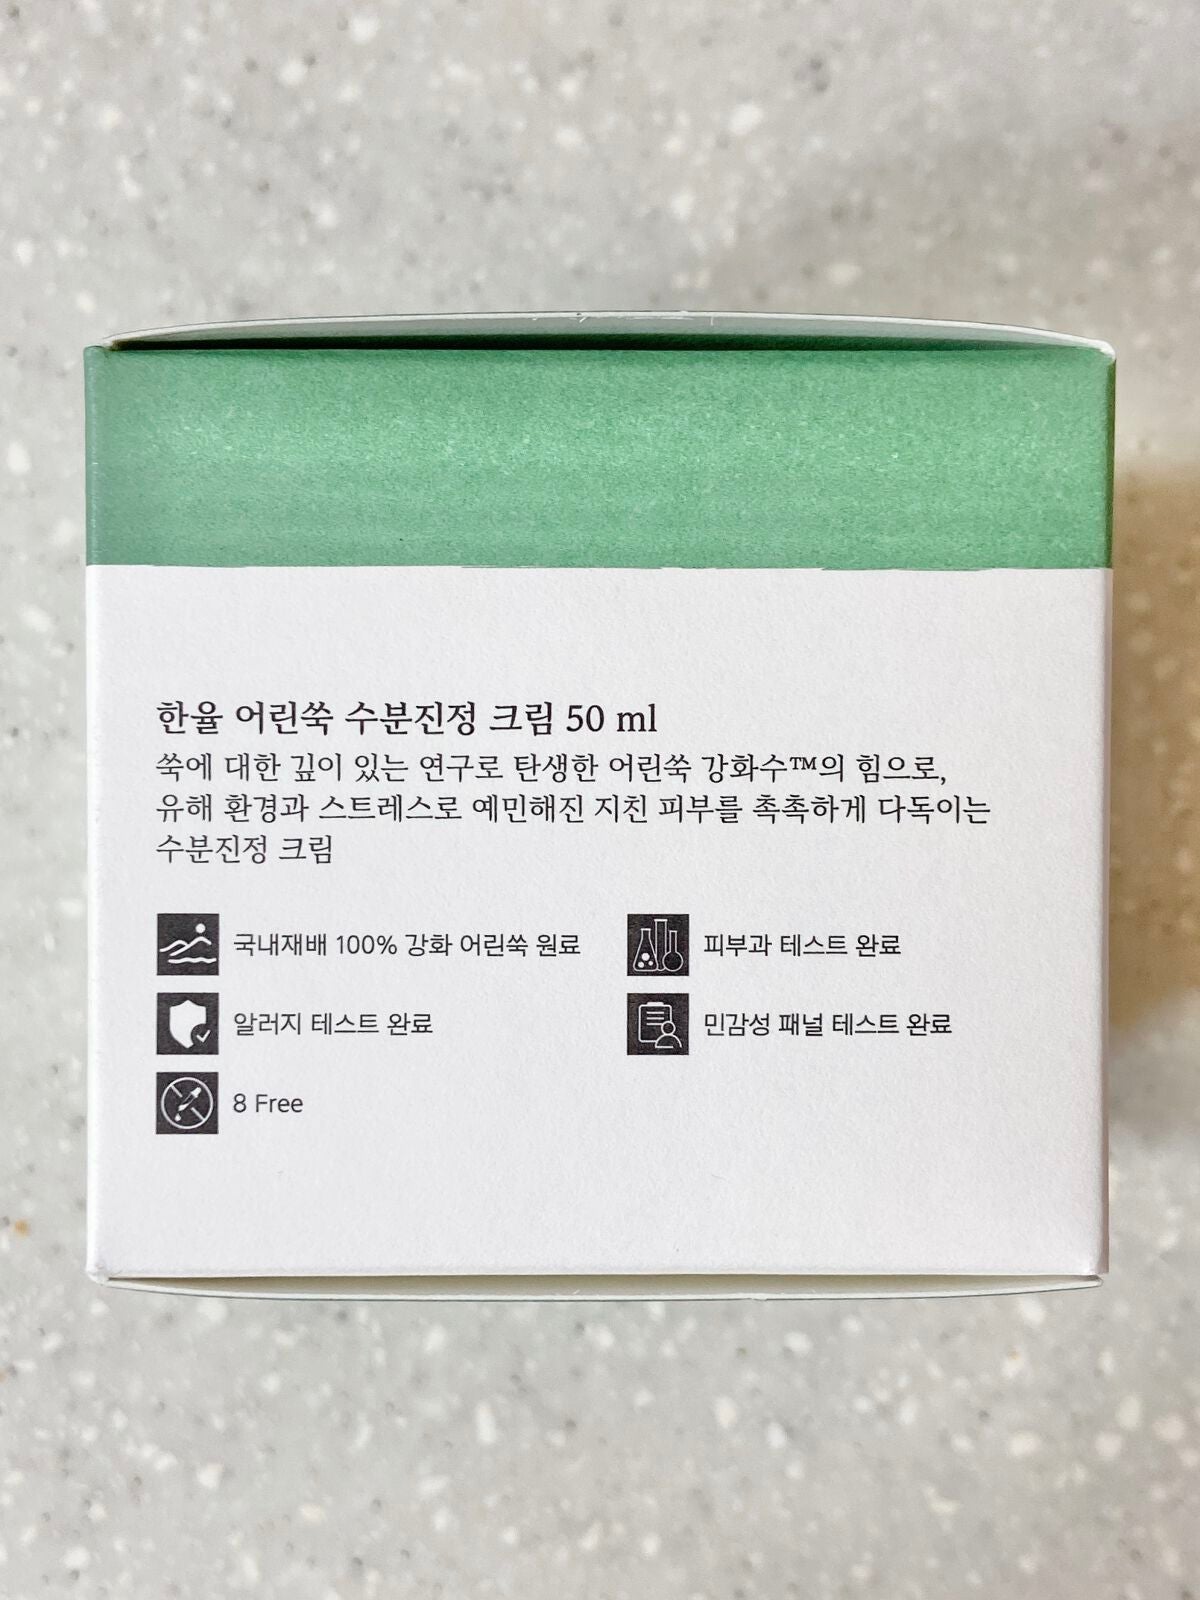 한율 어린쑥 수분진정 크림 50 ml
쑥에 대한 깊이 있는 연구로 탄생한 어린쑥 강화수™의 힘으로,
유해 환경과 스트레스로 예민해진 지친 피부를 촉촉하게 다독이는
수분진정 크림
국내재배 100% 강화 어린쑥 원료
피부과 테스트 완료
알러지 테스트 완료
민감성 패널 테스트 완료
8 Free